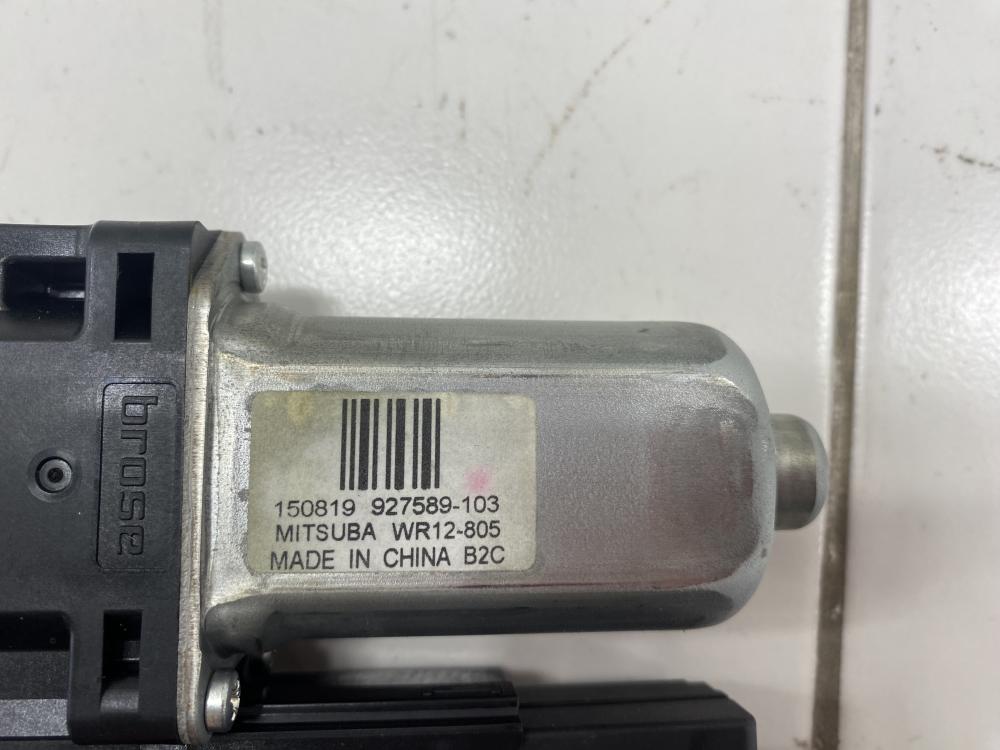 brose
150819 927589-103
MITSUBA WR12-805
MADE IN CHINA B2C